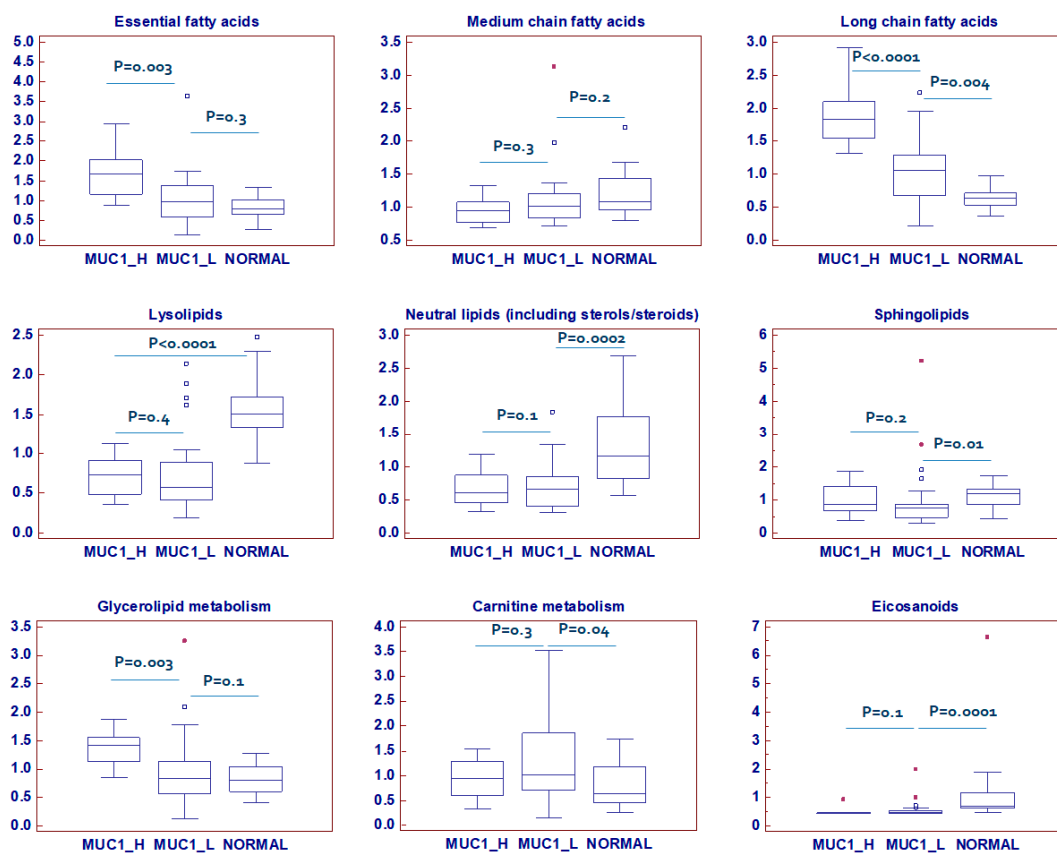 Essential fatty acids
5.0
4.5
4.0
3.5
3.0
2.5
2.0
1.5
1.0
0.5
0.0
P=0.003
P=0.3
MUC1_H MUC1_L NORMAL
Medium chain fatty acids
3.5
3.0
2.5
2.0
1.5
1.0
0.5
P=0.3
P=0.2
MUC1_H MUC1_L NORMAL
Long chain fatty acids
3.0
2.5
2.0
1.5
1.0
0.5
0.0
P<0.0001
P=0.004
MUC1_H MUC1_L NORMAL
Lysolipids
2.5
2.0
1.5
1.0
0.5
0.0
P<0.0001
P=0.4
MUC1_H MUC1_L NORMAL
Neutral lipids (including sterols/steroids)
3.0
2.5
2.0
1.5
1.0
0.5
0.0
P=0.0002
P=0.1
MUC1_H MUC1_L NORMAL
Sphingolipids
6
5
4
3
2
1
0
P=0.2
P=0.01
MUC1_H MUC1_L NORMAL
Glycerolipid metabolism
3.5
3.0
2.5
2.0
1.5
1.0
0.5
0.0
P=0.003
P=0.1
MUC1_H MUC1_L NORMAL
Carnitine metabolism
4.0
3.5
3.0
2.5
2.0
1.5
1.0
0.5
0.0
P=0.3
P=0.04
MUC1_H MUC1_L NORMAL
Eicosanoids
7
6
5
4
3
2
1
0
P=0.1
P=0.0001
MUC1_H MUC1_L NORMAL